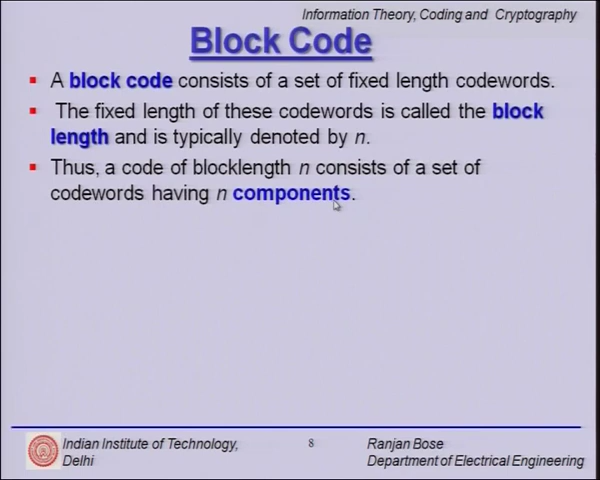 Information Theory, Coding and Cryptography
Block Code
A block code consists of a set of fixed length codewords.
The fixed length of these codewords is called the block
length and is typically denoted by n.
Thus, a code of blocklength n consists of a set of
codewords having n components.
Indian Institute of Technology,
Delhi
8
Ranjan Bose
Department of Electrical Engineering